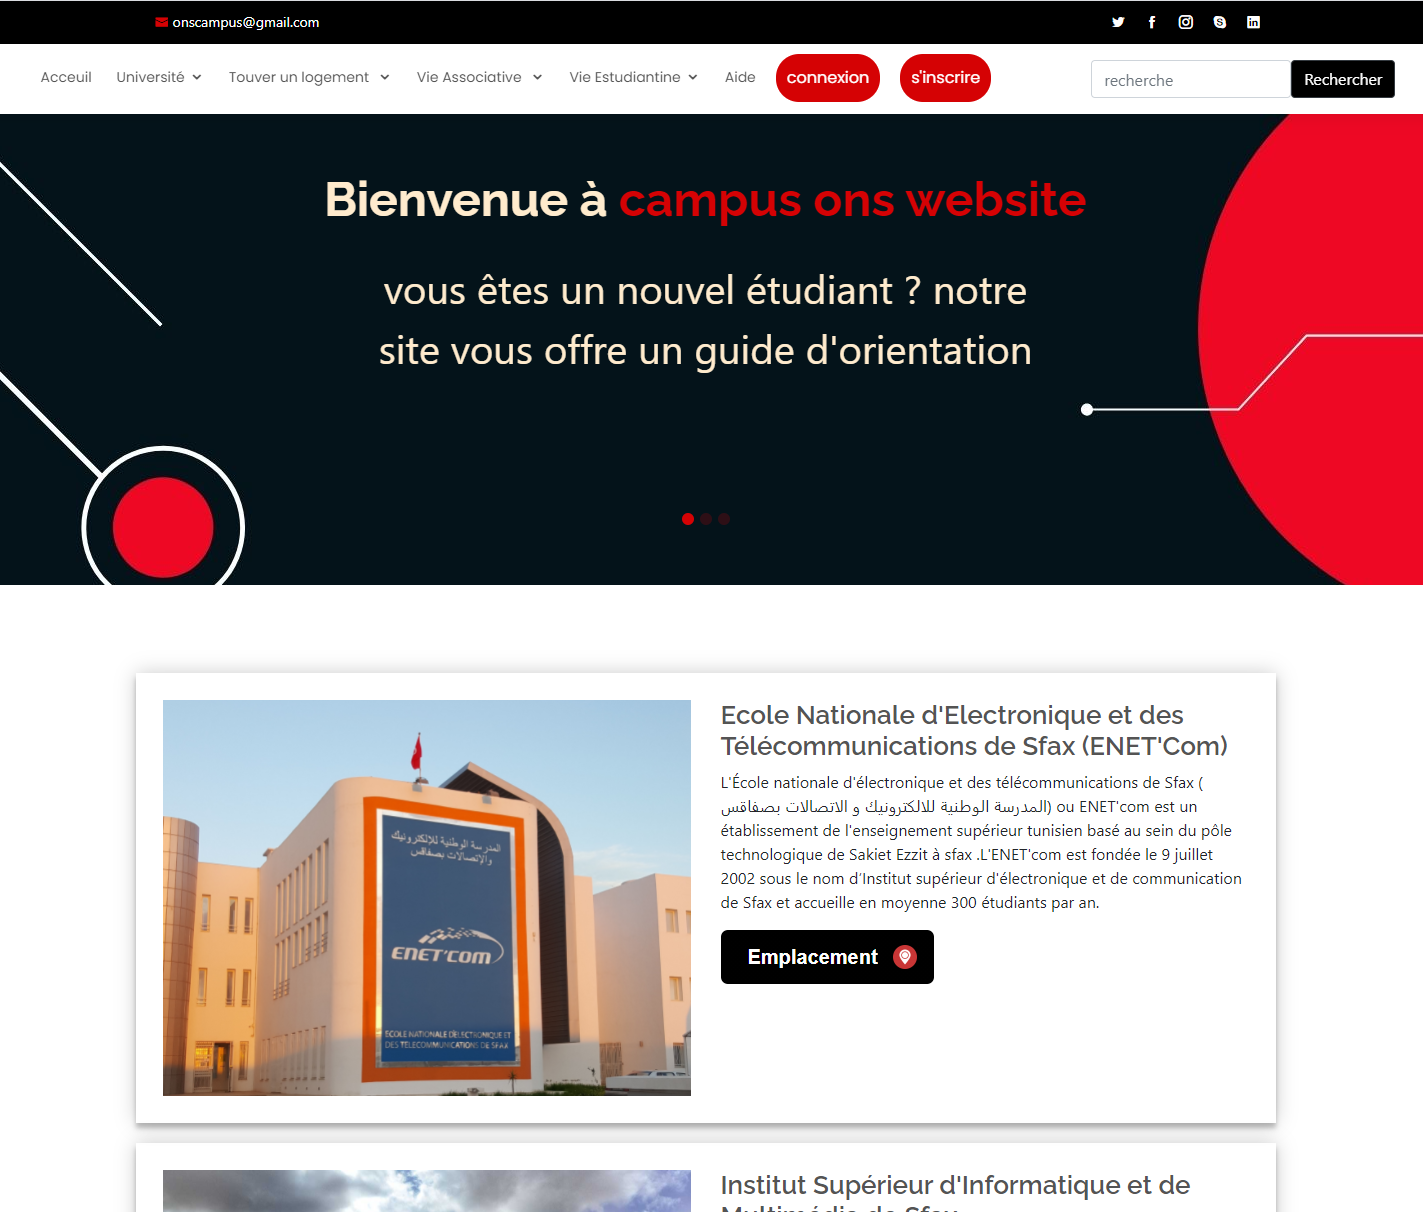 onscampus@gmail.com
Acceuil Université Touver un logement Vie Associative Vie Estudiantine Aide connexion s'inscrire recherche Rechercher
Bienvenue à campus ons website
vous êtes un nouvel étudiant ? notre
site vous offre un guide d'orientation
المدرسة الوطنية للإلكترونيك
والإتصالات بصفاقس
ENET'COM
ECOLE NATIONALE D'ELECTRONIQUE ET
DES TELECOMMUNICATIONS DE SFAX
Ecole Nationale d'Electronique et des
Télécommunications de Sfax (ENET'Com)
L'École nationale d'électronique et des télécommunications de Sfax (
المدرسة الوطنية للالكترونيك و الاتصالات بصفاقس) ou ENET'com est un
établissement de l'enseignement supérieur tunisien basé au sein du pôle
technologique de Sakiet Ezzit à sfax .L'ENET'com est fondée le 9 juillet
2002 sous le nom d'Institut supérieur d'électronique et de communication
de Sfax et accueille en moyenne 300 étudiants par an.
Emplacement
Institut Supérieur d'Informatique et de
Multimédia de Sfax